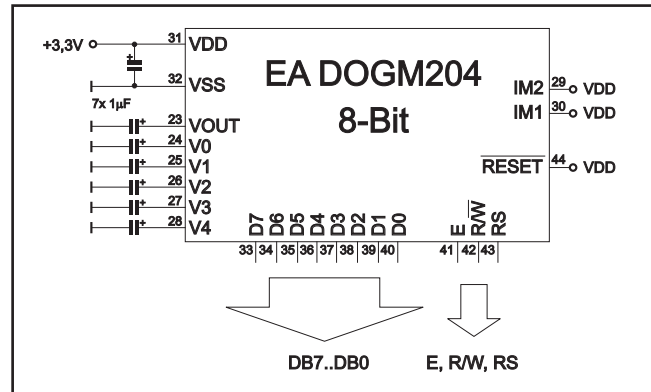 +3,3V
31
VDD
32
VSS
7x 1µF
23
VOUT
24
V0
25
V1
26
V2
27
V3
28
V4
EA DOGM204
8-Bit
IM2
29
VDD
IM1
30
VDD
RESET
44
VDD
D7
D6
D5
D4
D3
D2
D1
D0
33
34
35
36
37
38
39
40
E
R/W
RS
41
42
43
DB7..DB0
E, R/W, RS